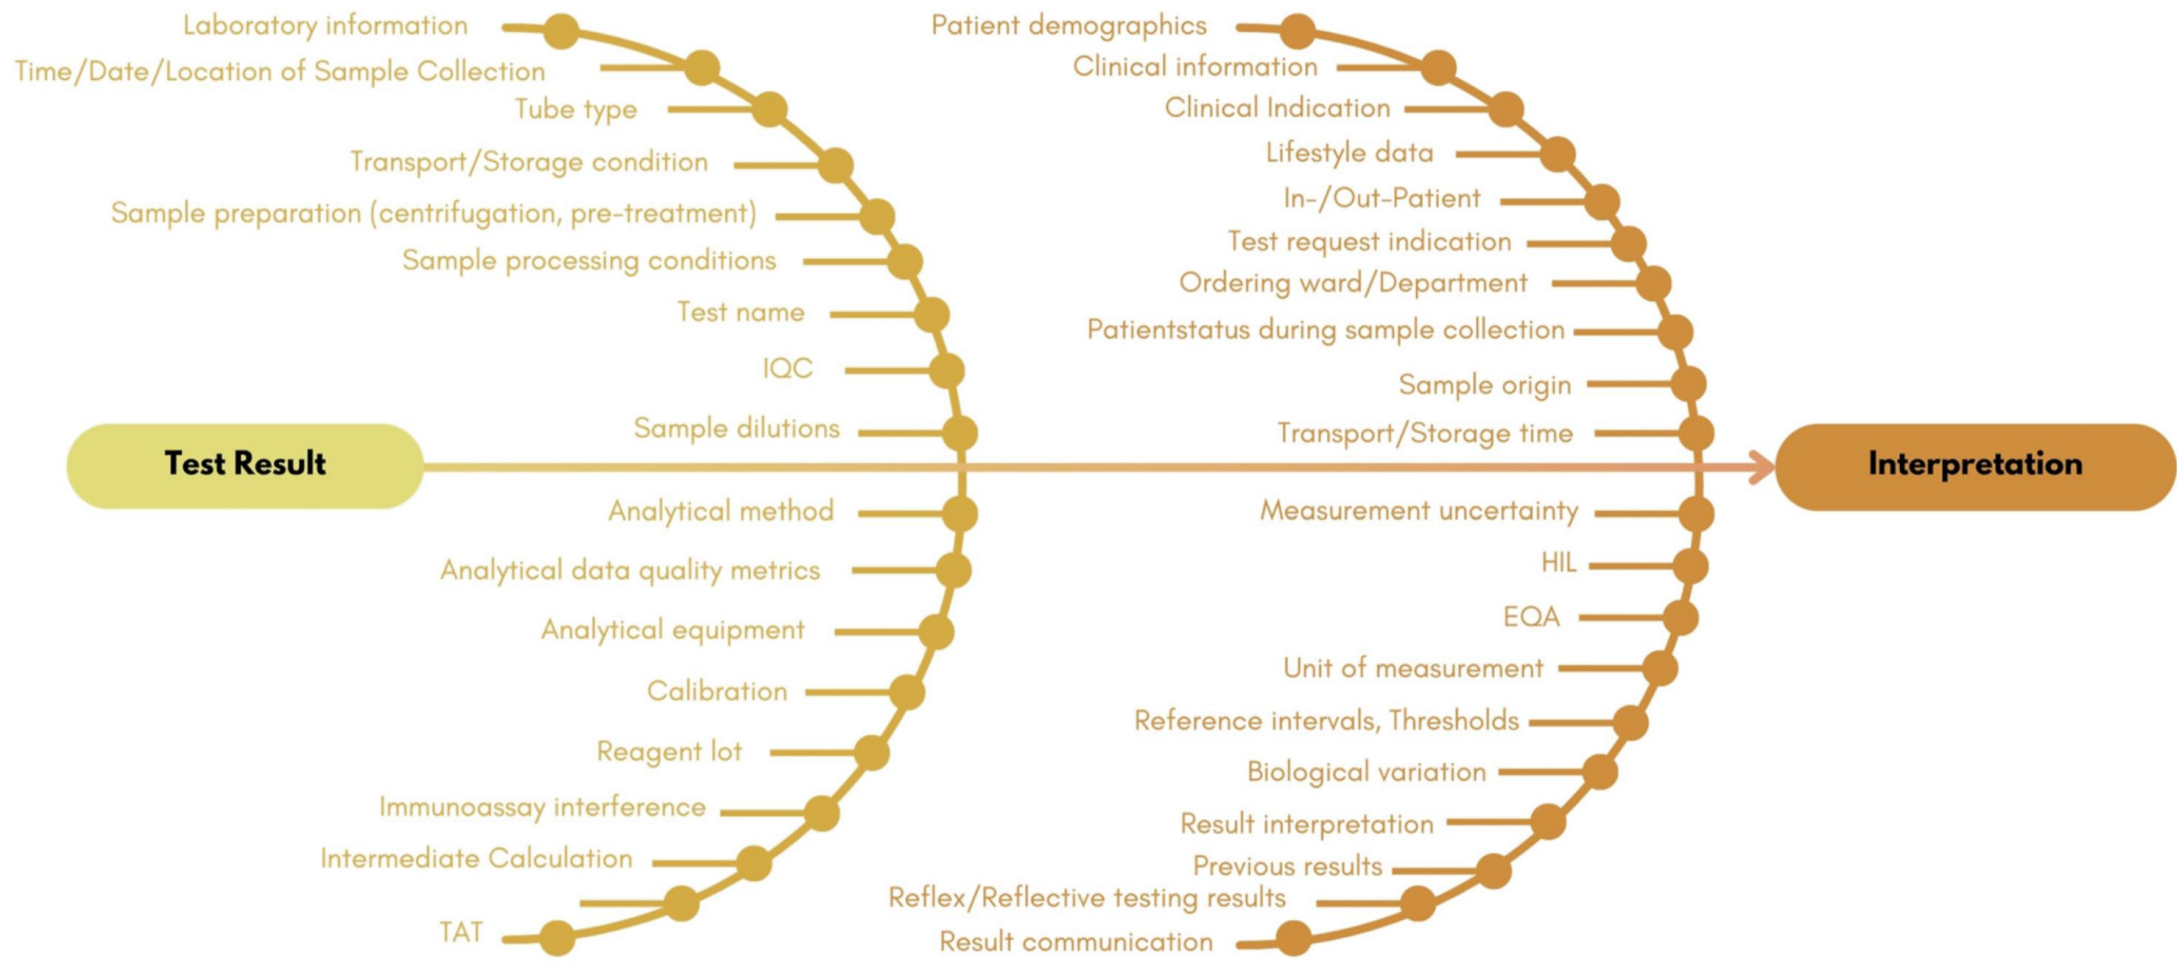 Laboratory information
Time/Date/Location of Sample Collection
Tube type
Transport/Storage condition
Sample preparation (centrifugation, pre-treatment)
Sample processing conditions
Test name
IQC
Sample dilutions
Test Result
Analytical method
Analytical data quality metrics
Analytical equipment
Calibration
Reagent lot
Immunoassay interference
Intermediate Calculation
TAT
Patient demographics
Clinical information
Clinical Indication
Lifestyle data
In-/Out-Patient
Test request indication
Ordering ward/Department
Patientstatus during sample collection
Sample origin
Transport/Storage time
Interpretation
Measurement uncertainty
HIL
EQA
Unit of measurement
Reference intervals, Thresholds
Biological variation
Result interpretation
Previous results
Reflex/Reflective testing results
Result communication